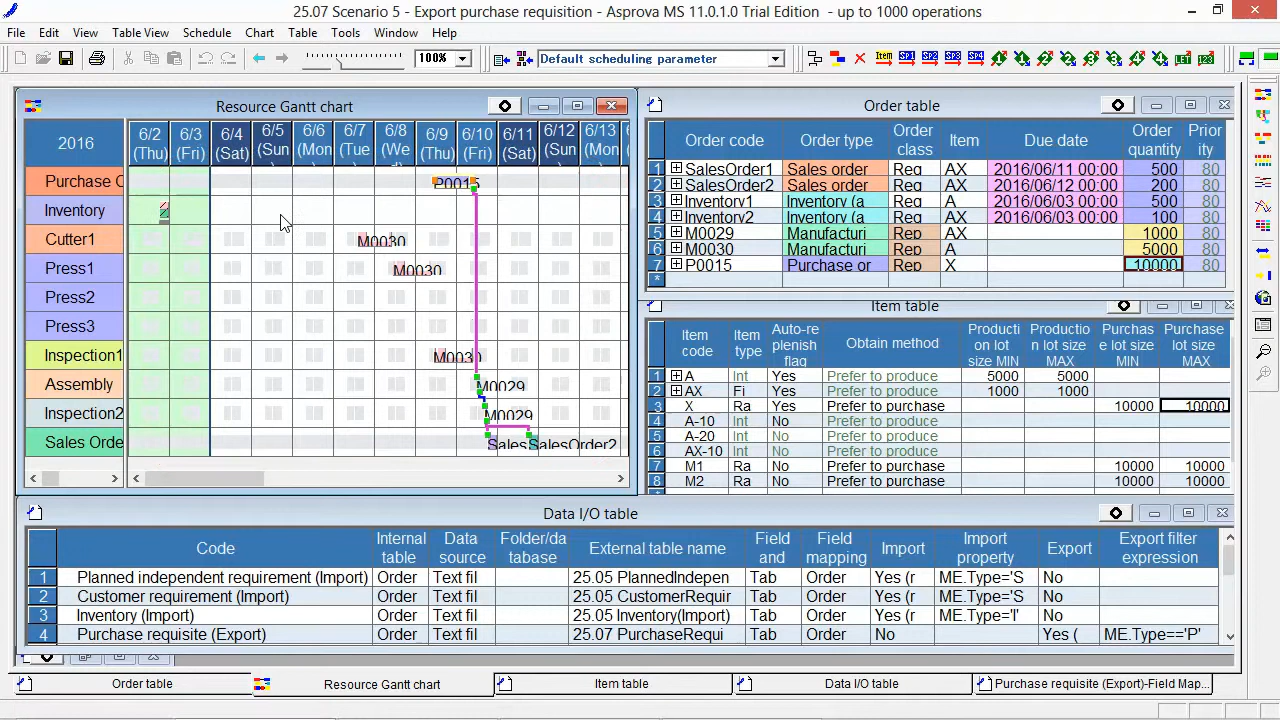 25.07 Scenario 5 - Export purchase requisition - Asprova MS 11.0.1.0 Trial Edition - up to 1000 operations
File Edit View Table View Schedule Chart Table Tools Window Help
100% Default scheduling parameter Item SP1 SP2 SP3 SP4
Resource Gantt chart
2016 6/2 (Thu) 6/3 (Fri) 6/4 (Sat) 6/5 (Sun 6/6 (Mon 6/7 (Tue 6/8 (We d) 6/9 (Thu) 6/10 (Fri) 6/11 (Sat) 6/12 (Sun 6/13 (Mon
Purchase O P0015
Inventory
Cutter1 M0030
Press1 M0030
Press2
Press3
Inspection1 M0030
Assembly M0029
Inspection2 M0029
Sales Orde Sales SalesOrder2
Order table
Order code Order type Order class Item Due date Order quantity Prior ity
1 SalesOrder1 Sales order Reg AX 2016/06/11 00:00 500 80
2 SalesOrder2 Sales order Reg AX 2016/06/12 00:00 200 80
3 Inventory1 Inventory (a Reg A 2016/06/03 00:00 500 80
4 Inventory2 Inventory (a Reg AX 2016/06/03 00:00 100 80
5 M0029 Manufacturi Rep AX 1000 80
6 M0030 Manufacturi Rep A 5000 80
7 P0015 Purchase or Rep X 10000 80
*
Item table
Item code Item type Auto-re plenish flag Obtain method Producti on lot size MIN Productio n lot size MAX Purchas e lot size MIN Purchase lot size MAX
1 A Int Yes Prefer to produce 5000 5000
2 AX Fi Yes Prefer to produce 1000 1000
3 X Ra Yes Prefer to purchase 10000 10000
4 A-10 Int No Prefer to produce
5 A-20 Int No Prefer to produce
6 AX-10 Int No Prefer to produce
7 M1 Ra No Prefer to purchase 10000 10000
8 M2 Ra No Prefer to purchase 10000 10000
Data I/O table
Code Internal table Data source Folder/da tabase External table name Field and Field mapping Import Import property Export Export filter expression
1 Planned independent requirement (Import) Order Text fil 25.05 PlannedIndepen Tab Order Yes (r ME.Type='S No
2 Customer requirement (Import) Order Text fil 25.05 CustomerRequir Tab Order Yes (r ME.Type='S No
3 Inventory (Import) Order Text fil 25.05 Inventory(Import) Tab Order Yes (r ME.Type='I' No
4 Purchase requisite (Export) Order Text fil 25.07 PurchaseRequi Tab Order No Yes ( ME.Type=='P'
Order table Resource Gantt chart Item table Data I/O table Purchase requisite (Export)-Field Map...